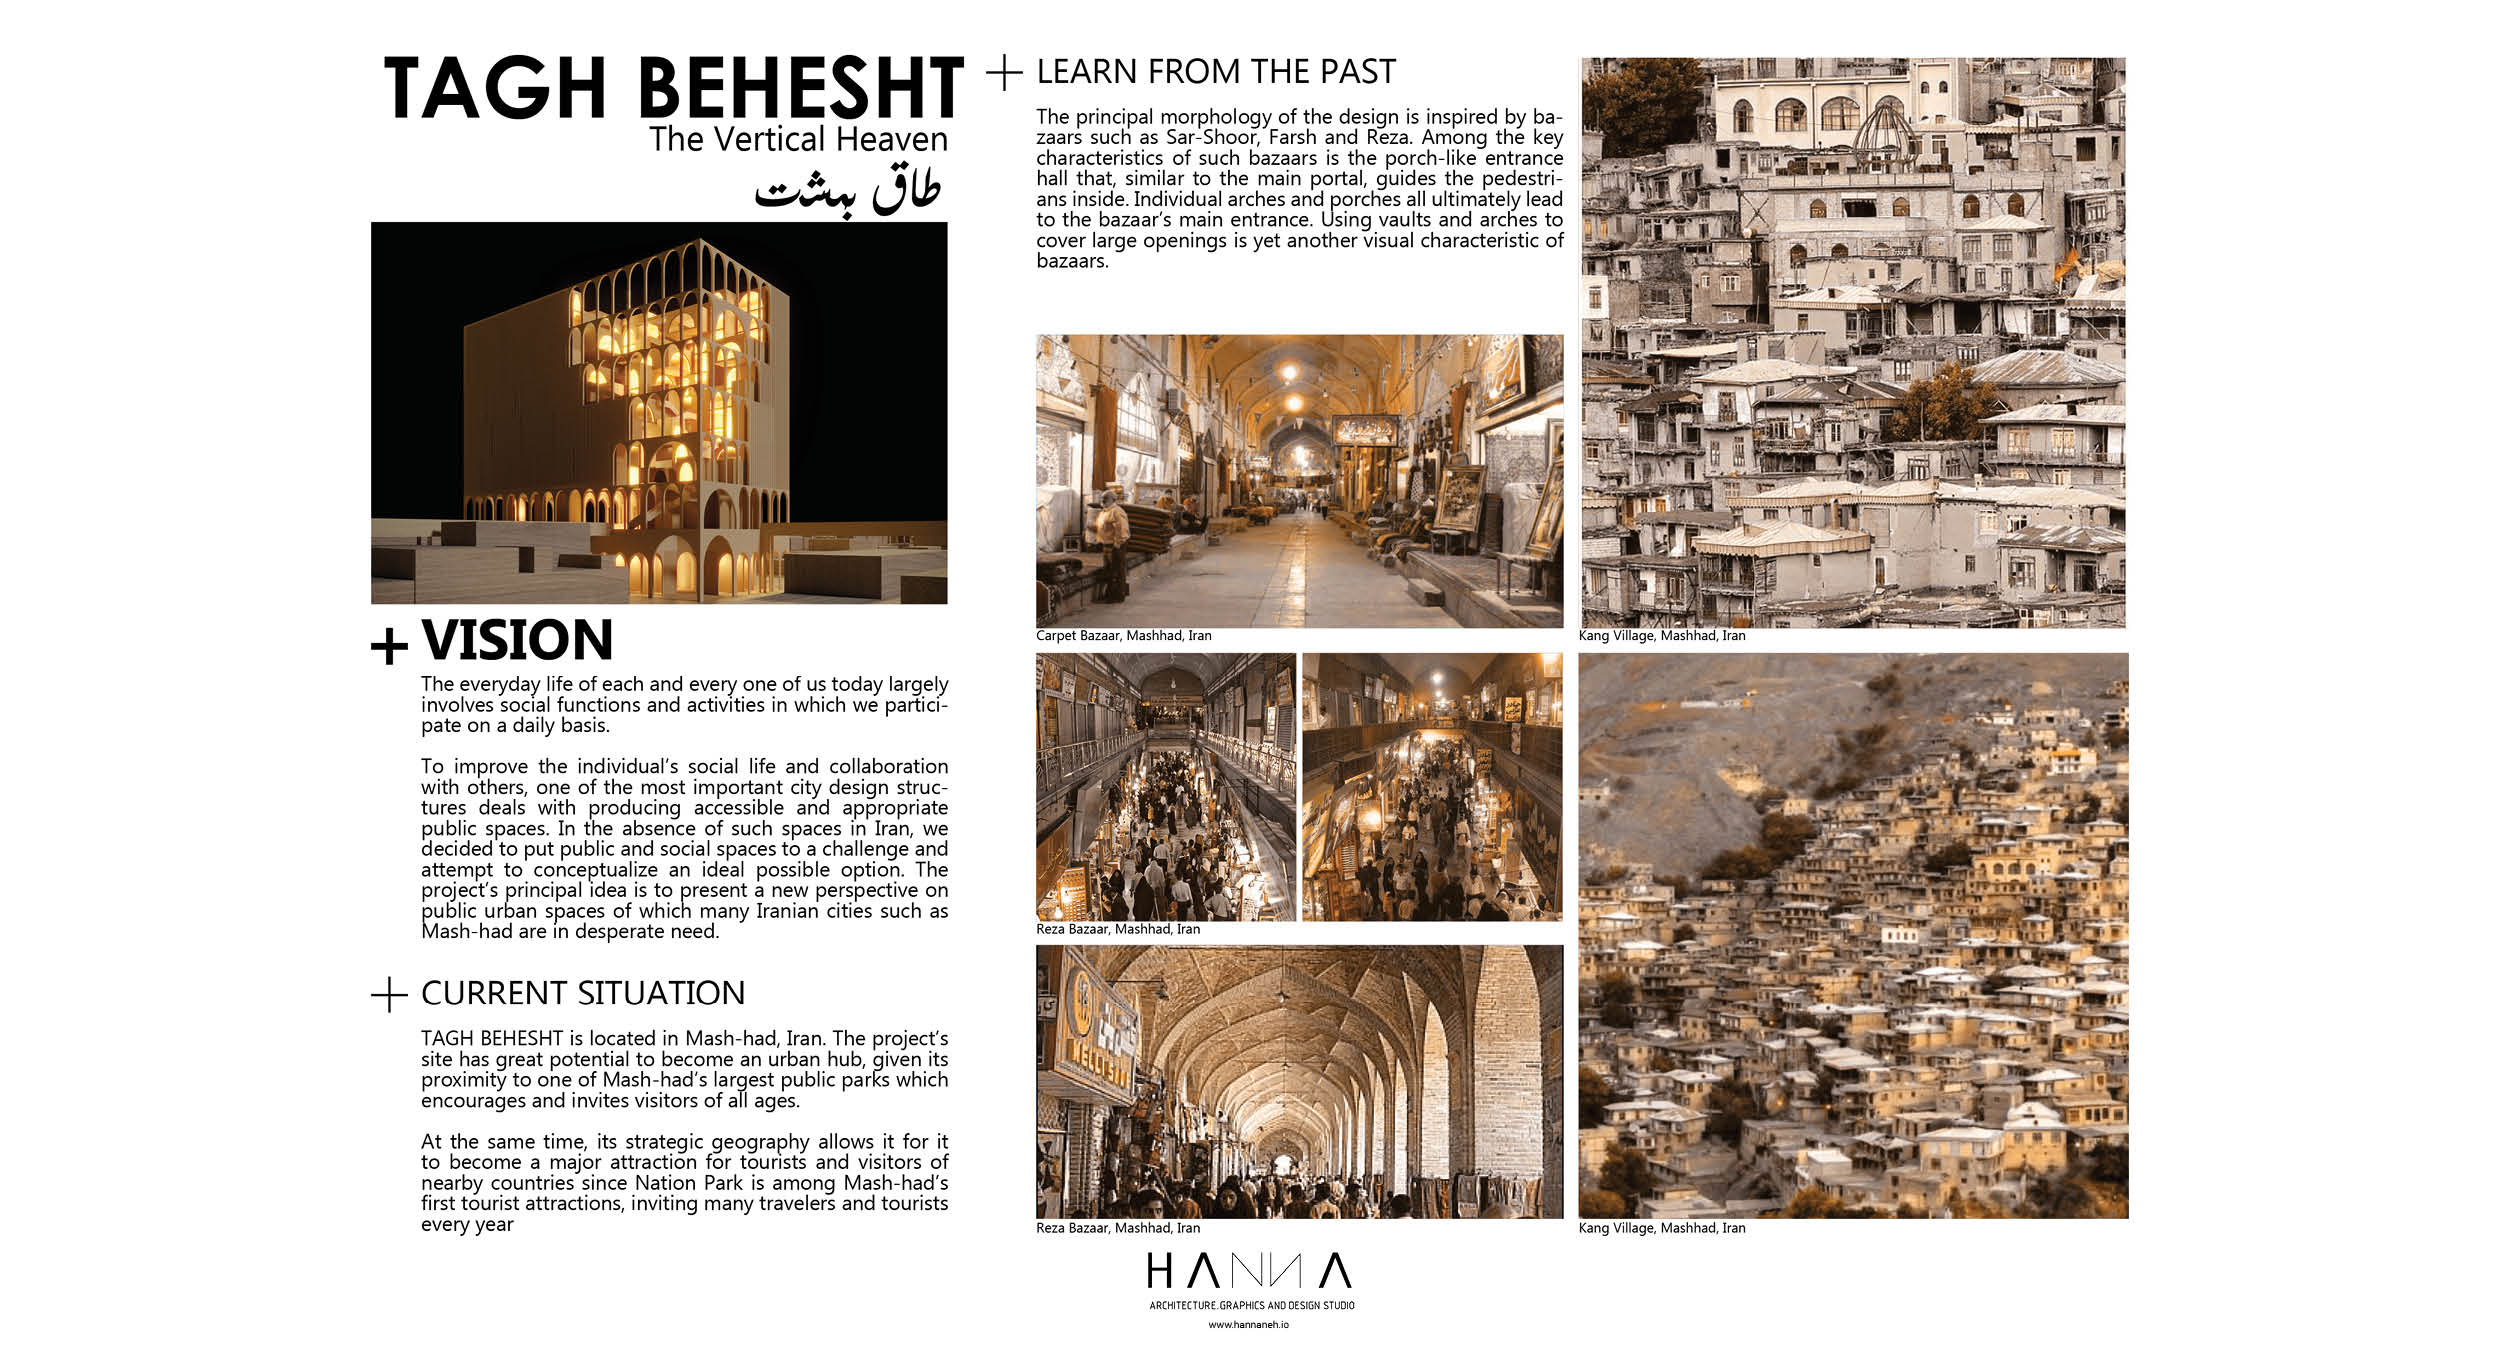 TAGH BEHESHT
The Vertical Heaven
طاق بهشت
VISION
The everyday life of each and every one of us today largely
involves social functions and activities in which we partici-
pate on a daily basis.
To improve the individual's social life and collaboration
with others, one of the most important city design struc-
tures deals with producing accessible and appropriate
public spaces. In the absence of such spaces in Iran, we
decided to put public and social spaces to a challenge and
attempt to conceptualize an ideal possible option. The
project's principal idea is to present a new perspective on
public urban spaces of which many Iranian cities such as
Mash-had are in desperate need.
CURRENT SITUATION
TAGH BEHESHT is located in Mash-had, Iran. The project's
site has great potential to become an urban hub, given its
proximity to one of Mash-had's largest public parks which
encourages and invites visitors of all ages.
At the same time, its strategic geography allows it for it
to become a major attraction for tourists and visitors of
nearby countries since Nation Park is among Mash-had's
first tourist attractions, inviting many travelers and tourists
every year
LEARN FROM THE PAST
The principal morphology of the design is inspired by ba-
zaars such as Sar-Shoor, Farsh and Reza. Among the key
characteristics of such bazaars is the porch-like entrance
hall that, similar to the main portal, guides the pedestri-
ans inside. Individual arches and porches all ultimately lead
to the bazaar's main entrance. Using vaults and arches to
cover large openings is yet another visual characteristic of
bazaars.
Carpet Bazaar, Mashhad, Iran
Reza Bazaar, Mashhad, Iran
Reza Bazaar, Mashhad, Iran
Kang Village, Mashhad, Iran
Kang Village, Mashhad, Iran
HANNA
ARCHITECTURE.GRAPHICS AND DESIGN STUDIO
www.hannaneh.io